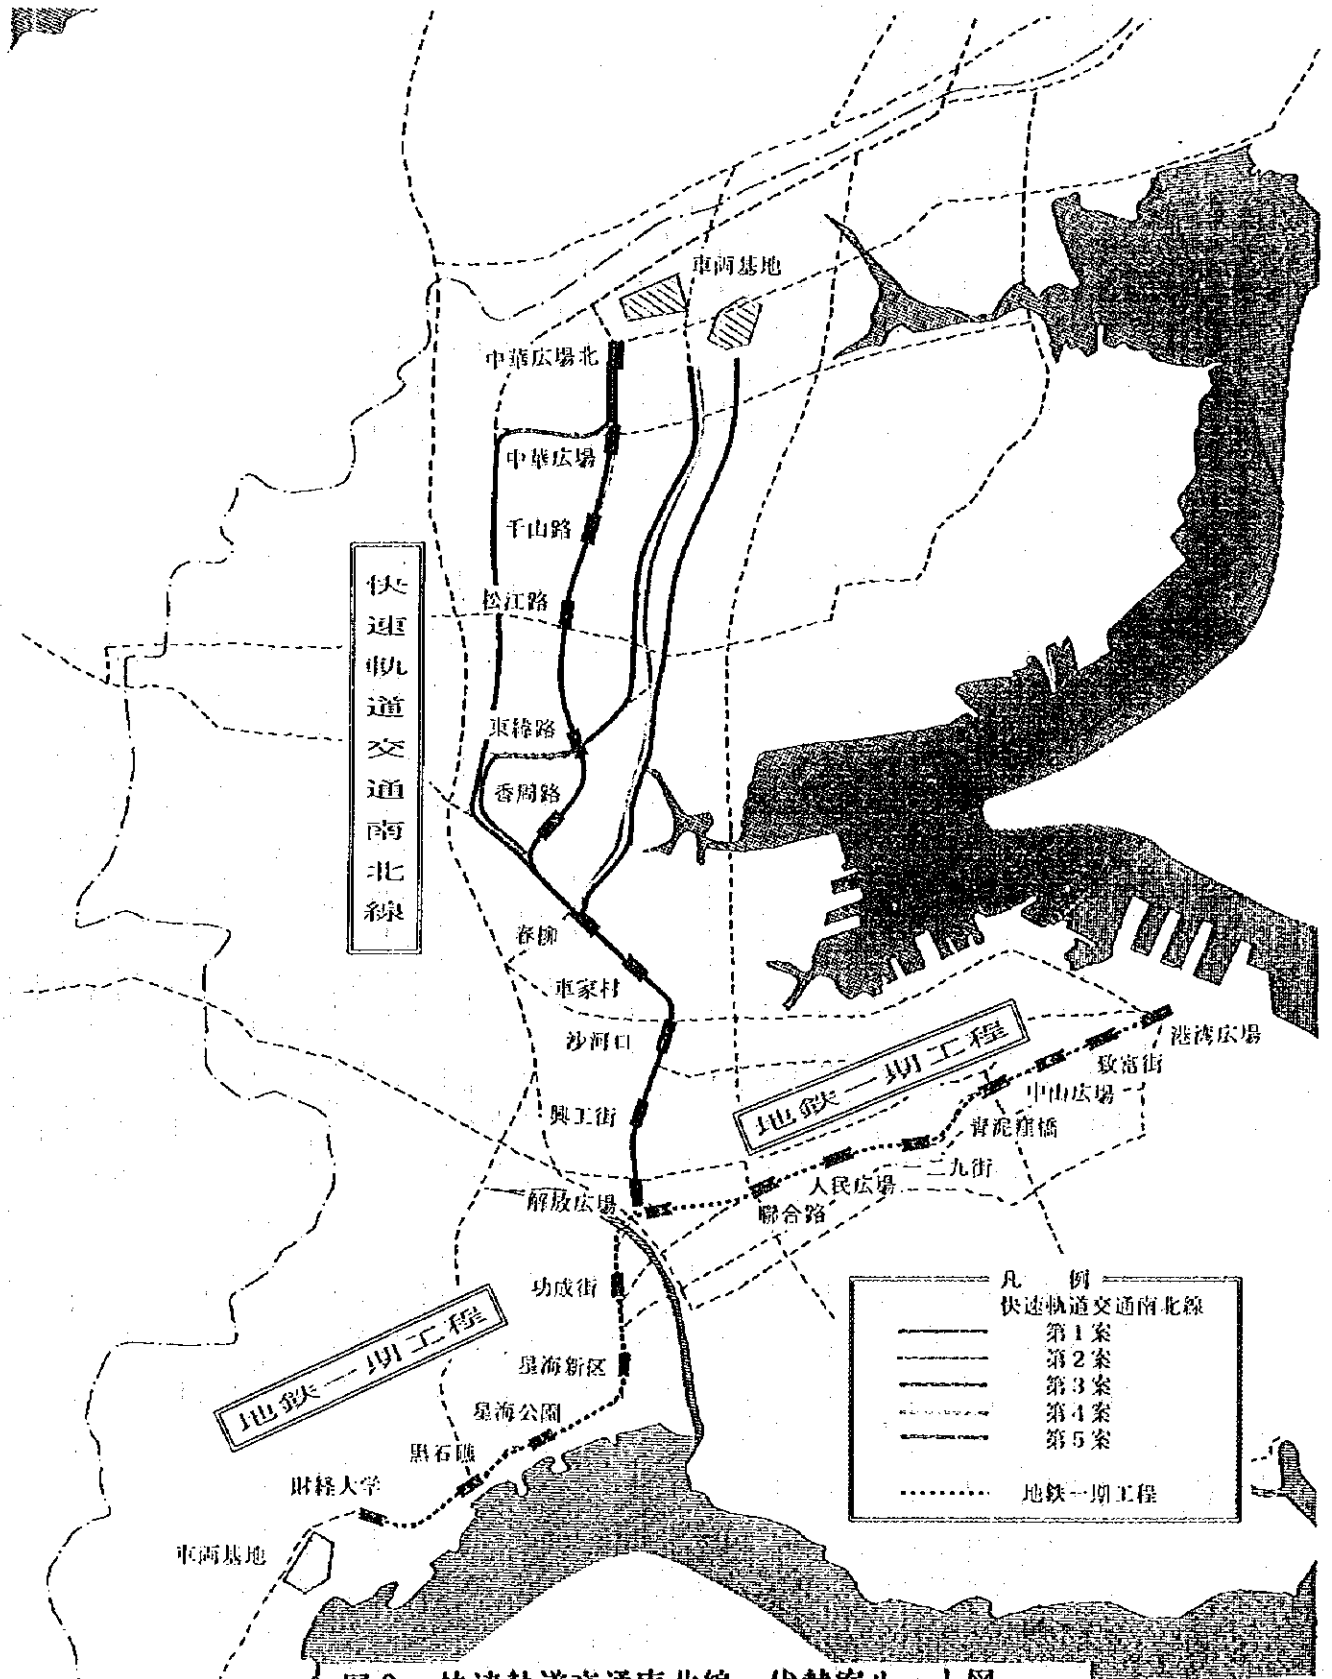 車両基地
中華広場北
中華広場
千山路
松江路
快速軌道交通南北線
東緯路
香周路
春柳
車家村
沙河口
興工街
地鉄一期工程
港湾広場
致富街
中山広場
青泥窪橋
一二九街
人民広場
聯合路
解放広場
功成街
星海新区
星海公園
黒石礁
財経大学
車両基地
地鉄一期工程
凡 例
快速軌道交通南北線
第1案
第2案
第3案
第4案
第5案
地鉄一期工程